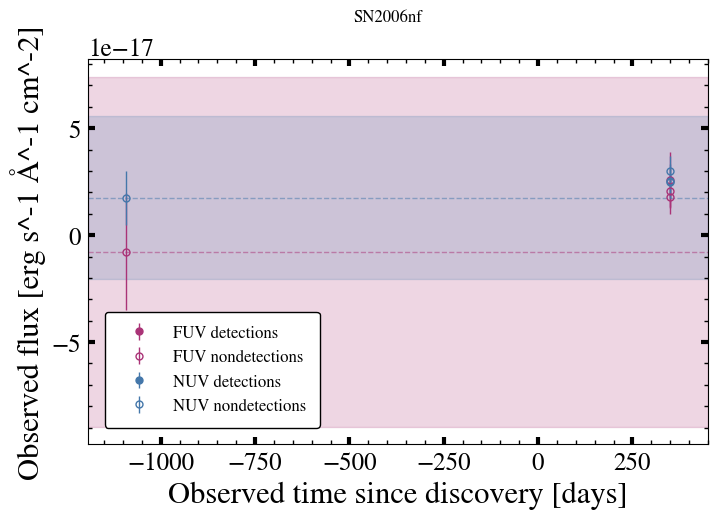 SN2006nf
1e−17
Observed flux [erg s^-1 Å^-1 cm^-2]
5
0
−5
FUV detections
FUV nondetections
NUV detections
NUV nondetections
−1000 −750 −500 −250 0 250
Observed time since discovery [days]